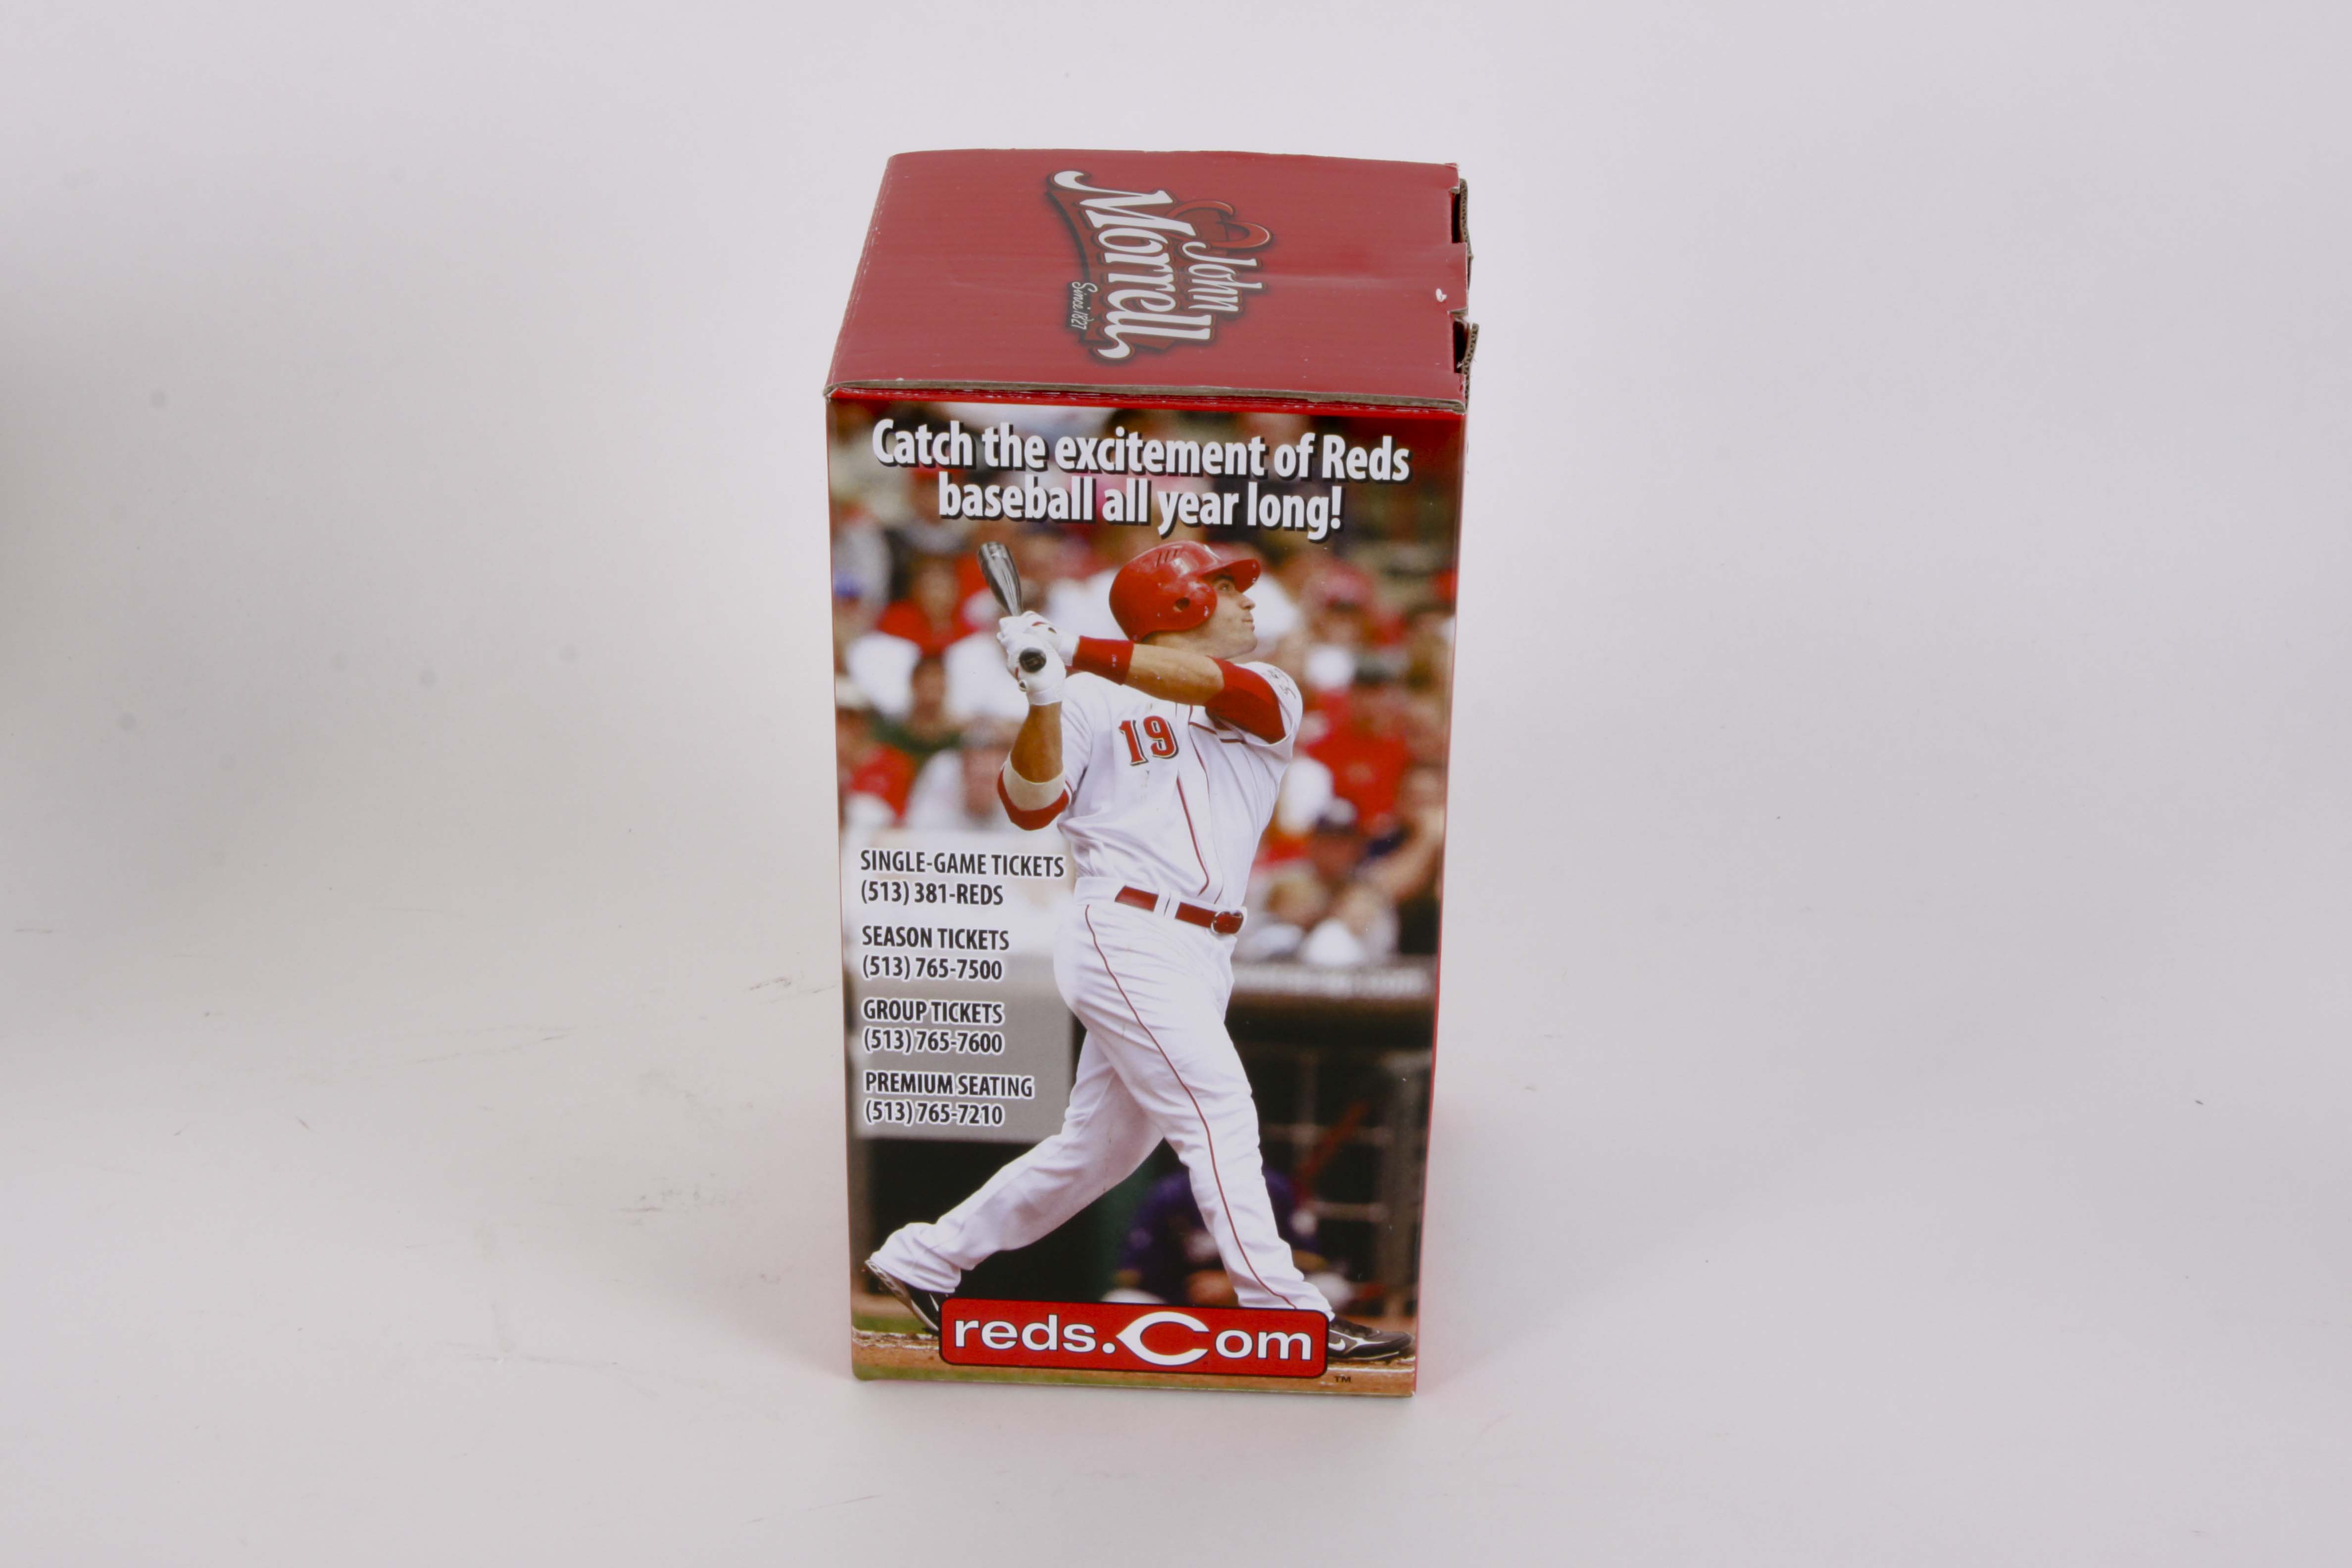 John
Morrell
Since 1827
Catch the excitement of Reds
baseball all year long!
19
SINGLE-GAME TICKETS
(513) 381-REDS
SEASON TICKETS
(513) 765-7500
GROUP TICKETS
(513) 765-7600
PREMIUM SEATING
(513) 765-7210
reds.Com
TM